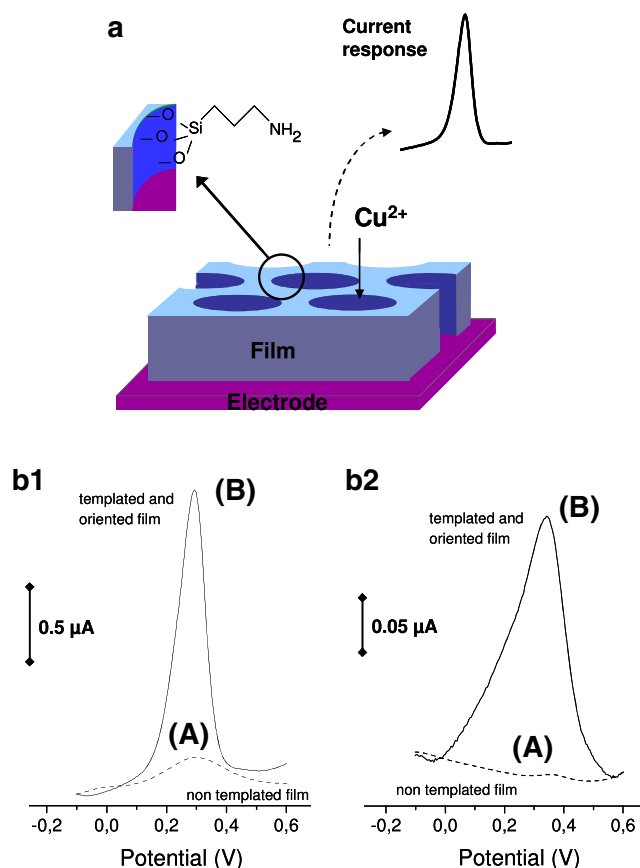 a
Current
response
O
Si
O
O
NH2
Cu2+
Film
Electrode
b1
templated and
oriented film
(B)
0.5 µA
(A)
non templated film
-0,2 0,0 0,2 0,4 0,6
Potential (V)
b2
templated and
oriented film
(B)
0.05 µA
(A)
non templated film
-0,2 0,0 0,2 0,4 0,6
Potential (V)